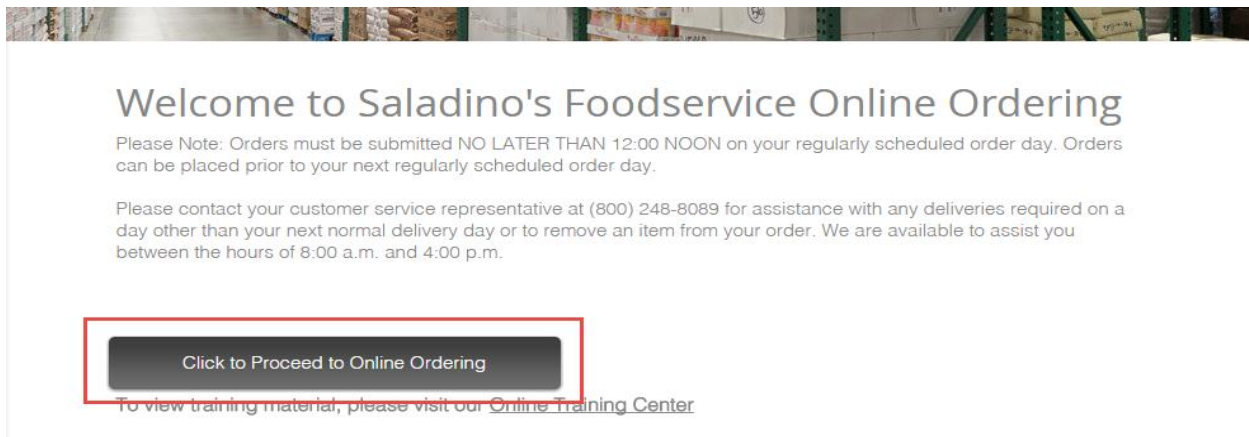 Welcome to Saladino's Foodservice Online Ordering
Please Note: Orders must be submitted NO LATER THAN 12:00 NOON on your regularly scheduled order day. Orders
can be placed prior to your next regularly scheduled order day.
Please contact your customer service representative at (800) 248-8089 for assistance with any deliveries required on a
day other than your next normal delivery day or to remove an item from your order. We are available to assist you
between the hours of 8:00 a.m. and 4:00 p.m.
Click to Proceed to Online Ordering
To view training material, please visit our Online Training Center